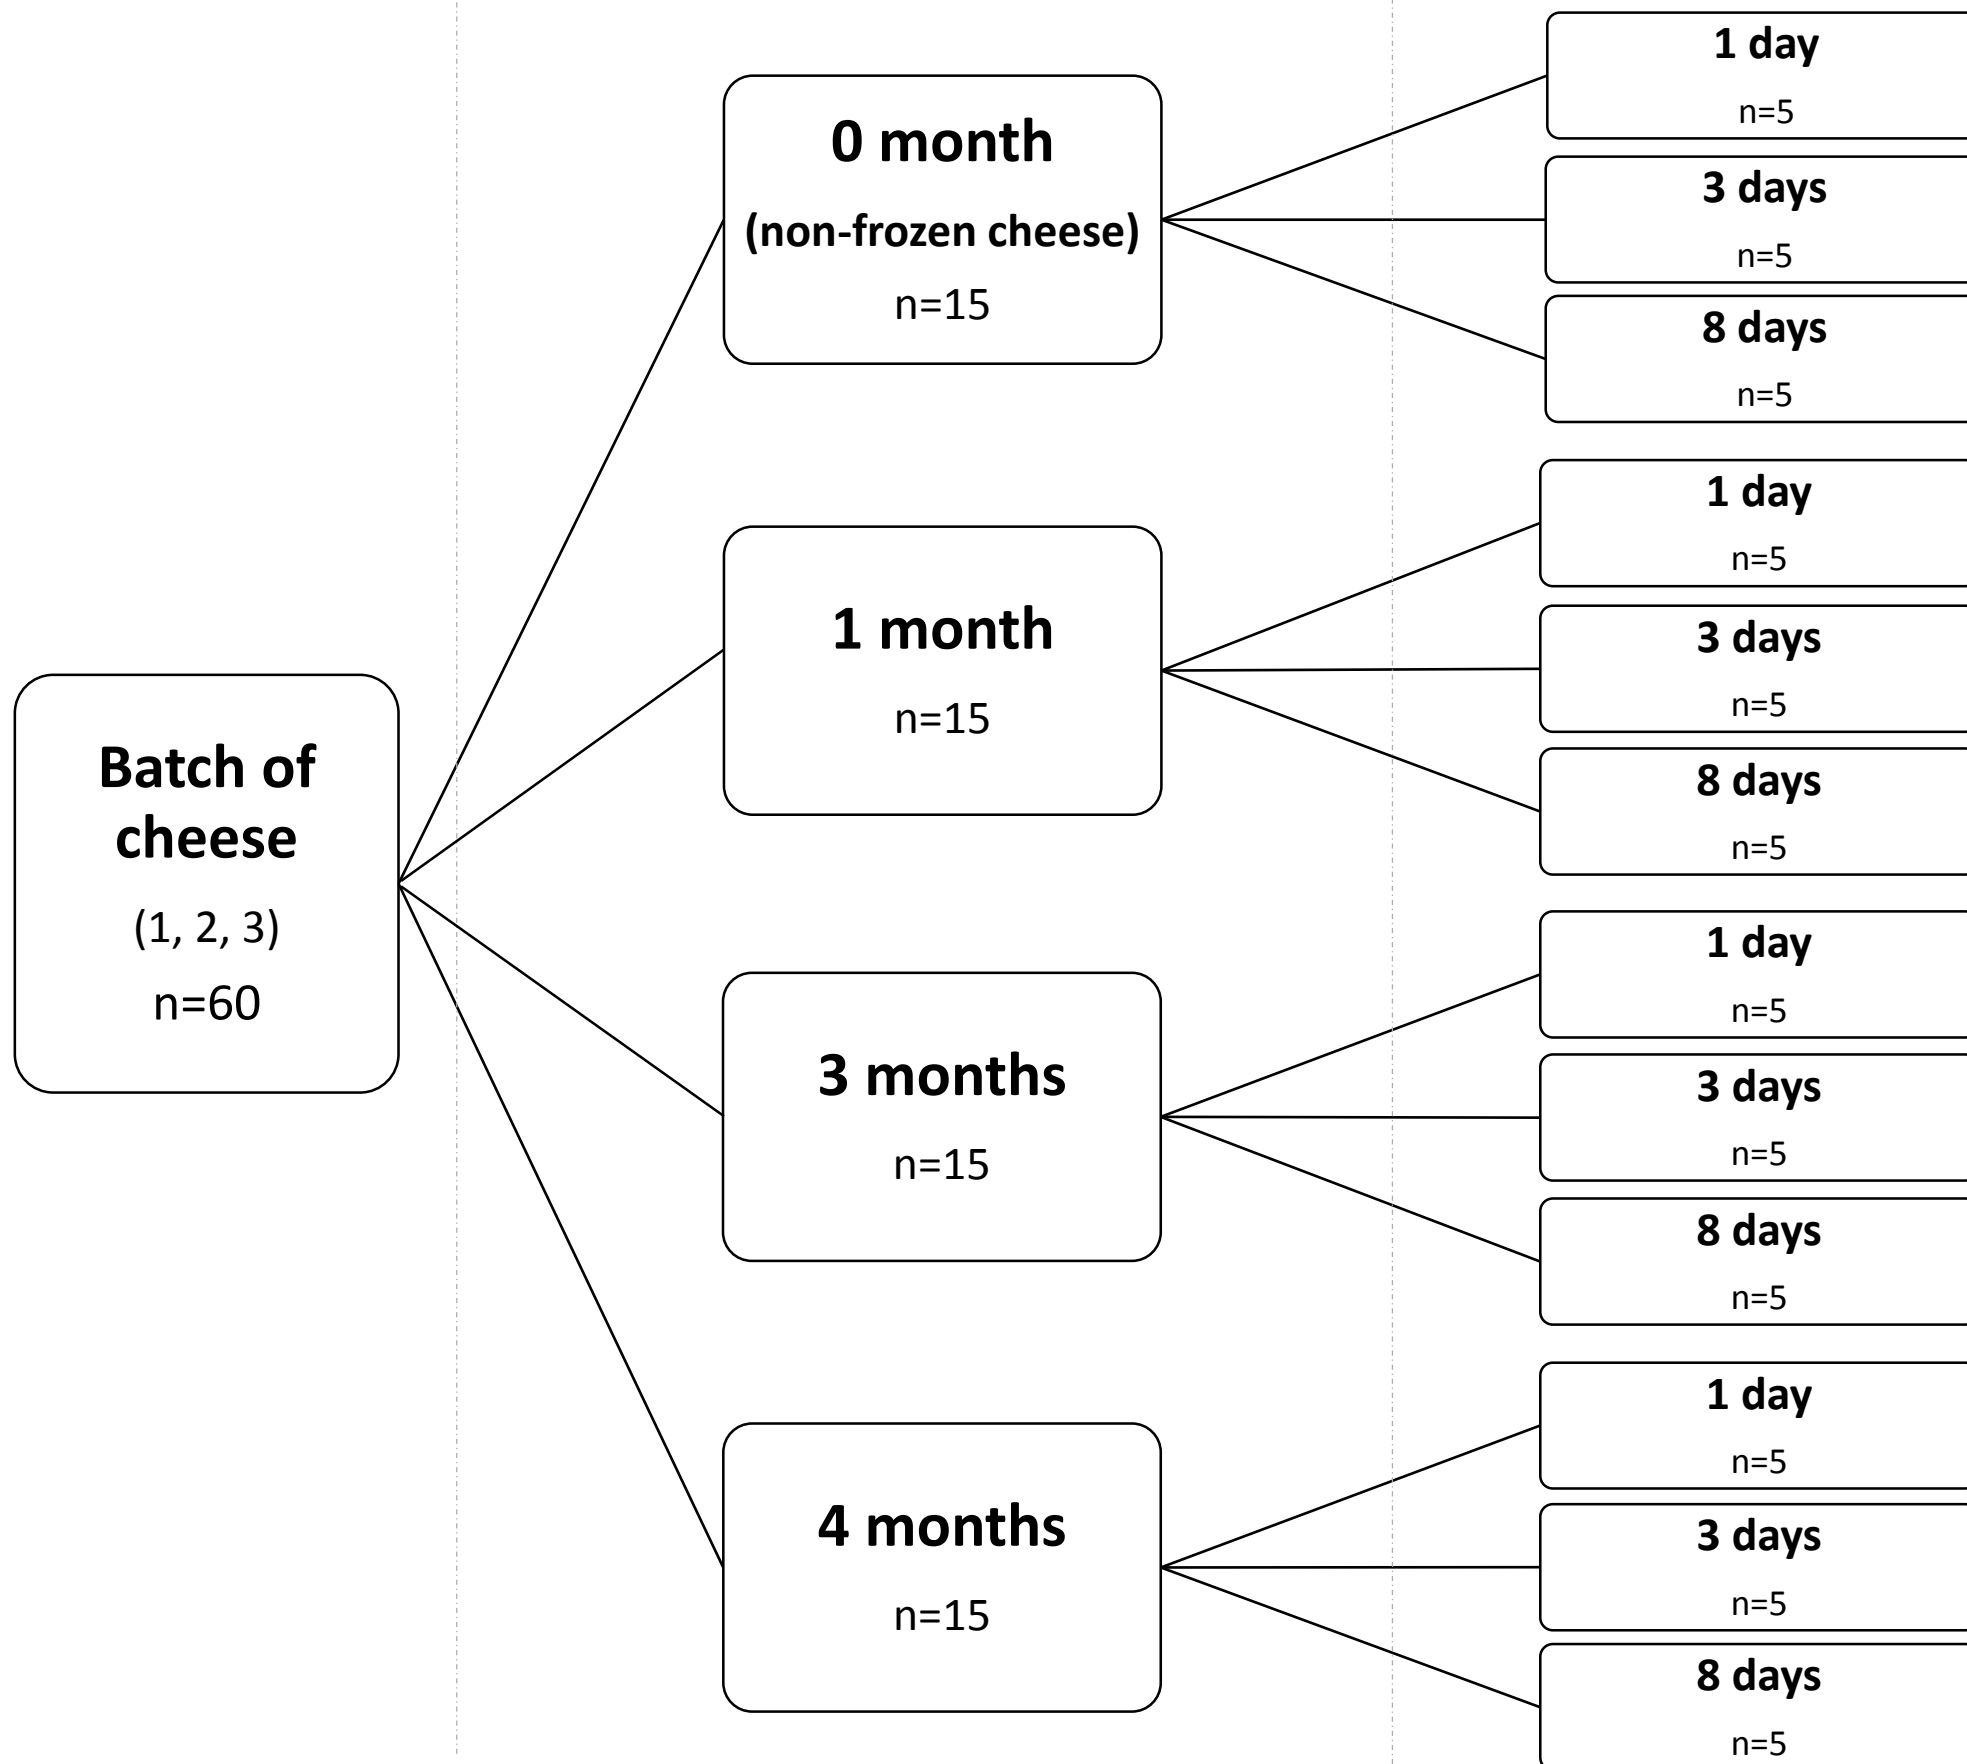 Batch of
cheese
(1, 2, 3)
n=60
0 month
(non-frozen cheese)
n=15
1 day
n=5
3 days
n=5
8 days
n=5
1 month
n=15
1 day
n=5
3 days
n=5
8 days
n=5
3 months
n=15
1 day
n=5
3 days
n=5
8 days
n=5
4 months
n=15
1 day
n=5
3 days
n=5
8 days
n=5